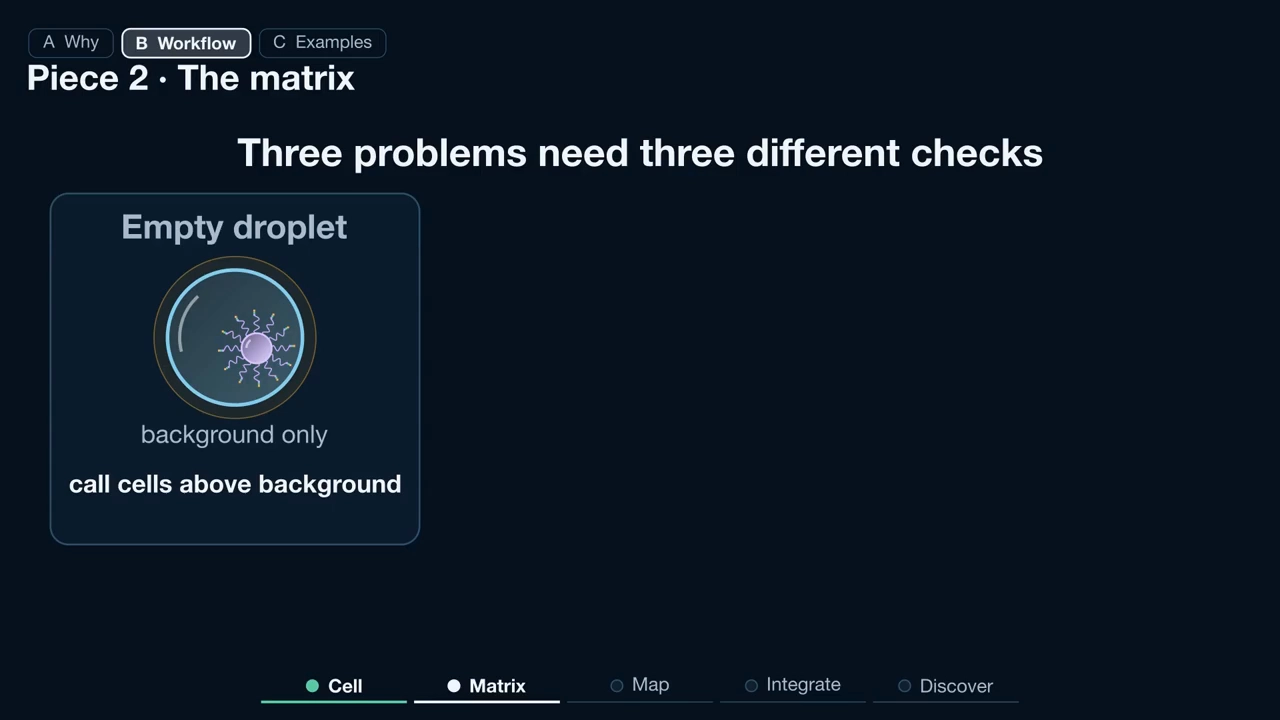 A Why
B Workflow
C Examples
Piece 2 · The matrix
Three problems need three different checks
Empty droplet
background only
call cells above background
Cell
Matrix
Map
Integrate
Discover